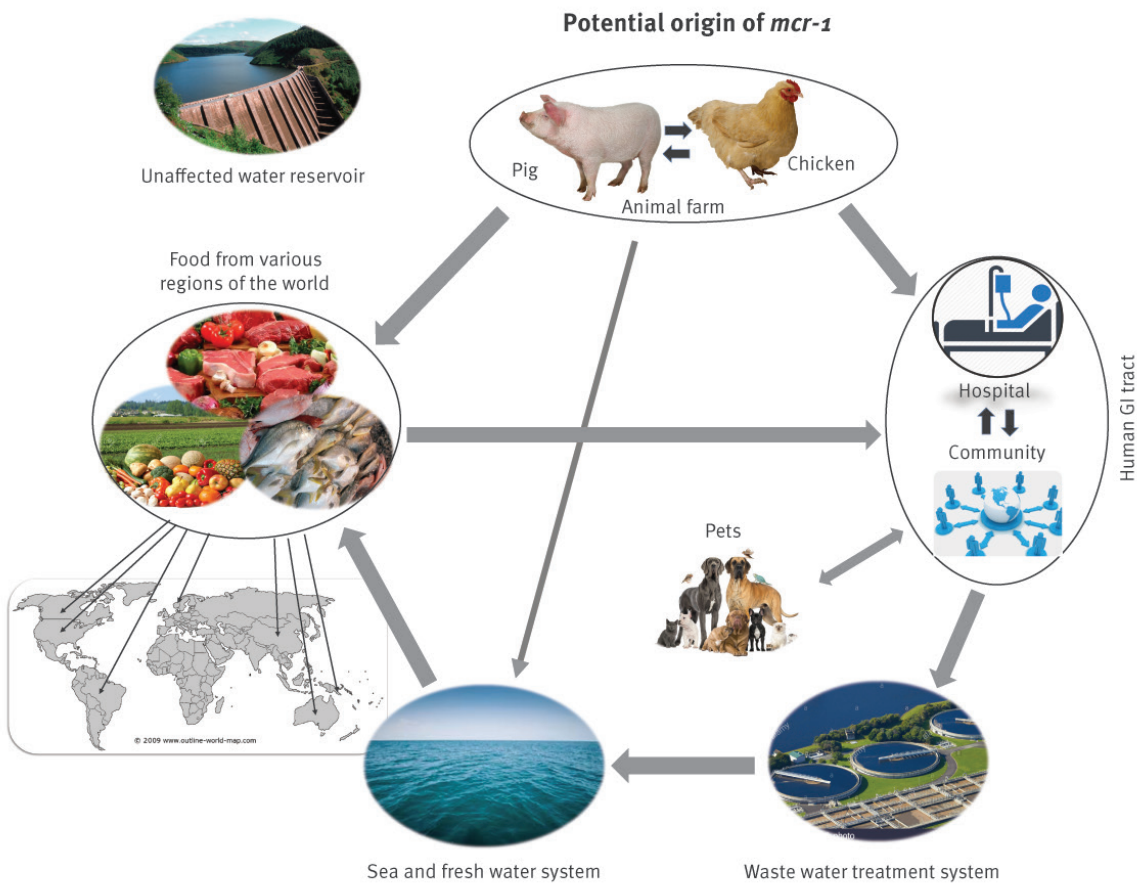 Potential origin of mcr-1
Unaffected water reservoir
Pig
Chicken
Animal farm
Food from various
regions of the world
Hospital
Community
Human GI tract
Pets
© 2009 www.outline-world-map.com
Sea and fresh water system
Waste water treatment system